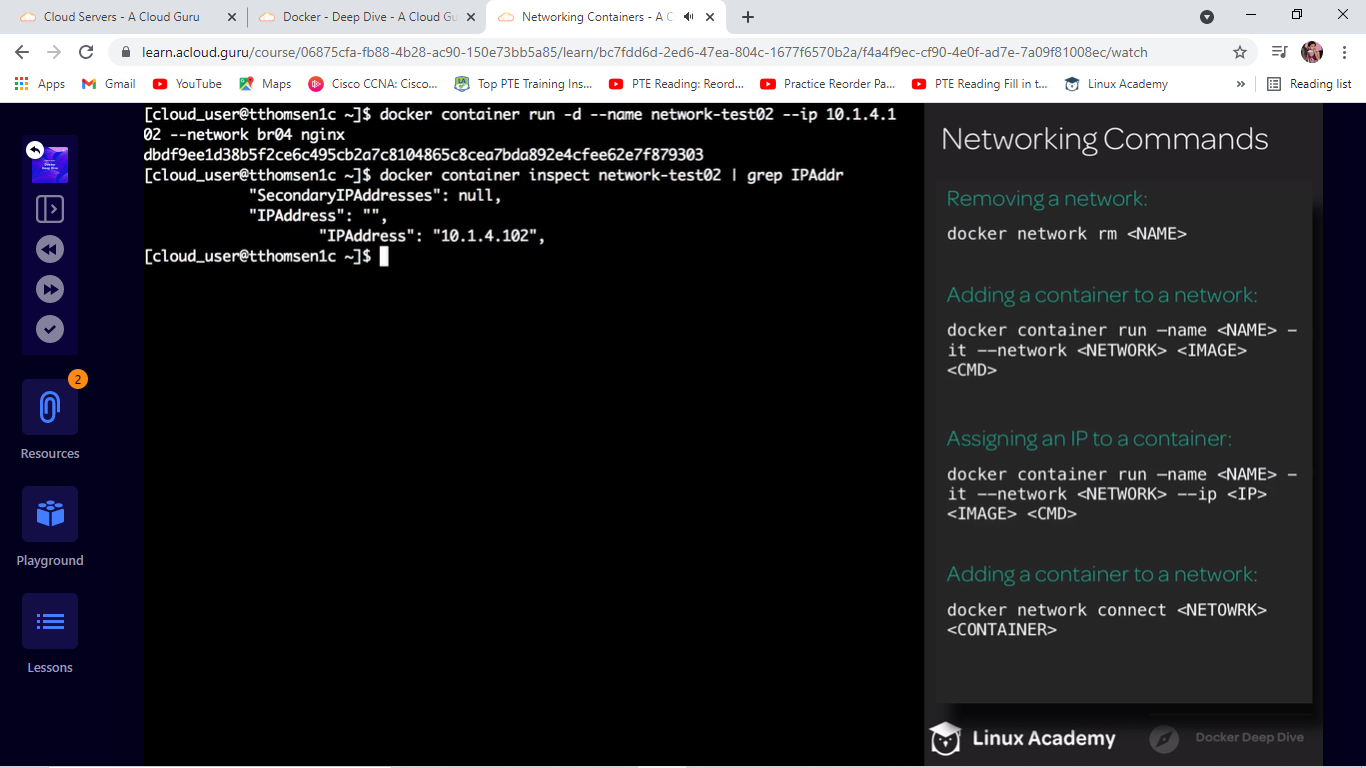 Cloud Servers - A Cloud Guru
Docker - Deep Dive - A Cloud Gu
Networking Containers - A C
learn.acloud.guru/course/06875cfa-fb88-4b28-ac90-150e73bb5a85/learn/bc7fdd6d-2ed6-47ea-804c-1677f6570b2a/f4a4f9ec-cf90-4e0f-ad7e-7a09f81008ec/watch
Apps
Gmail
YouTube
Maps
Cisco CCNA: Cisco...
Top PTE Training Ins...
PTE Reading: Reord...
Practice Reorder Pa...
PTE Reading Fill in t...
Linux Academy
»
Reading list
2
Resources
Playground
Lessons
[cloud_user@tthomsen1c ~]$ docker container run -d --name network-test02 --ip 10.1.4.1
02 --network br04 nginx
dbdf9ee1d38b5f2ce6c495cb2a7c8104865c8cea7bda892e4cfee62e7f879303
[cloud_user@tthomsen1c ~]$ docker container inspect network-test02 | grep IPAddr
"SecondaryIPAddresses": null,
"IPAddress": "",
"IPAddress": "10.1.4.102",
[cloud_user@tthomsen1c ~]$
Networking Commands
Removing a network:
docker network rm <NAME>
Adding a container to a network:
docker container run —name <NAME> –
it ––network <NETWORK> <IMAGE>
<CMD>
Assigning an IP to a container:
docker container run —name <NAME> –
it ––network <NETWORK> --ip <IP>
<IMAGE> <CMD>
Adding a container to a network:
docker network connect <NETOWRK>
<CONTAINER>
Linux Academy
Docker Deep Dive